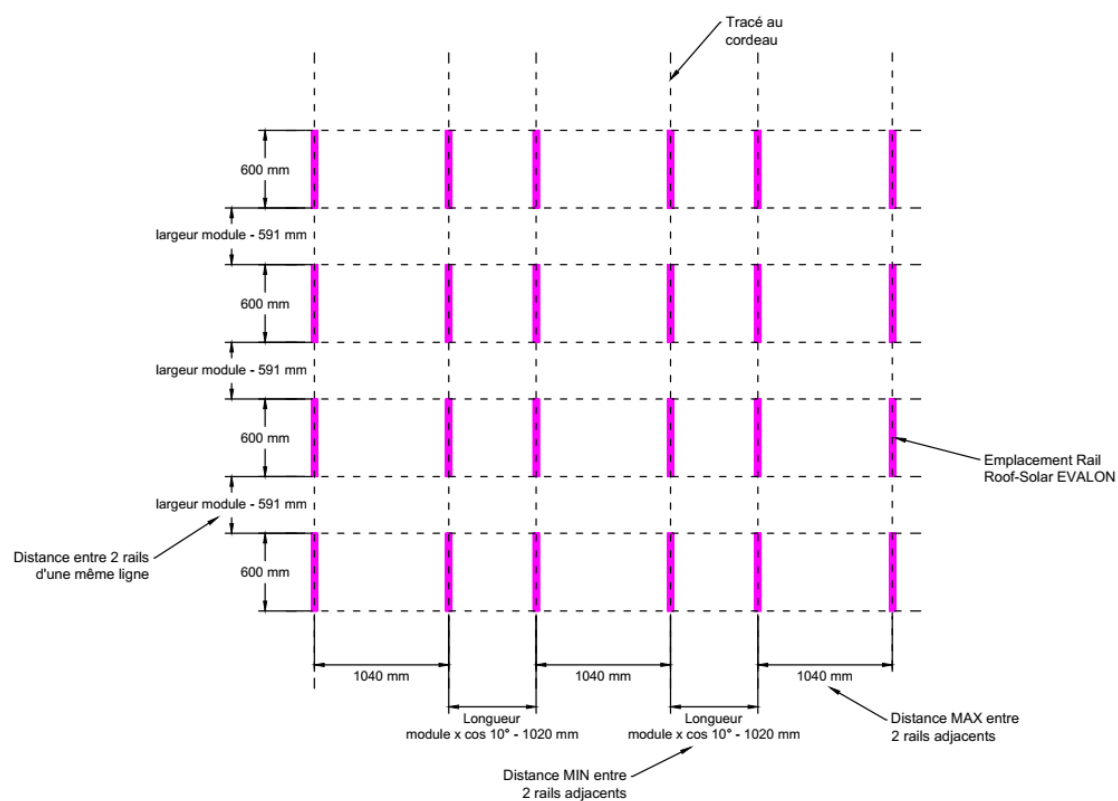 Tracé au
cordeau
600 mm
largeur module - 591 mm
600 mm
largeur module - 591 mm
600 mm
largeur module - 591 mm
600 mm
Emplacement Rail
Roof-Solar EVALON
Distance entre 2 rails
d'une même ligne
1040 mm
1040 mm
1040 mm
Longueur
module x cos 10° - 1020 mm
Longueur
module x cos 10° - 1020 mm
Distance MAX entre
2 rails adjacents
Distance MIN entre
2 rails adjacents